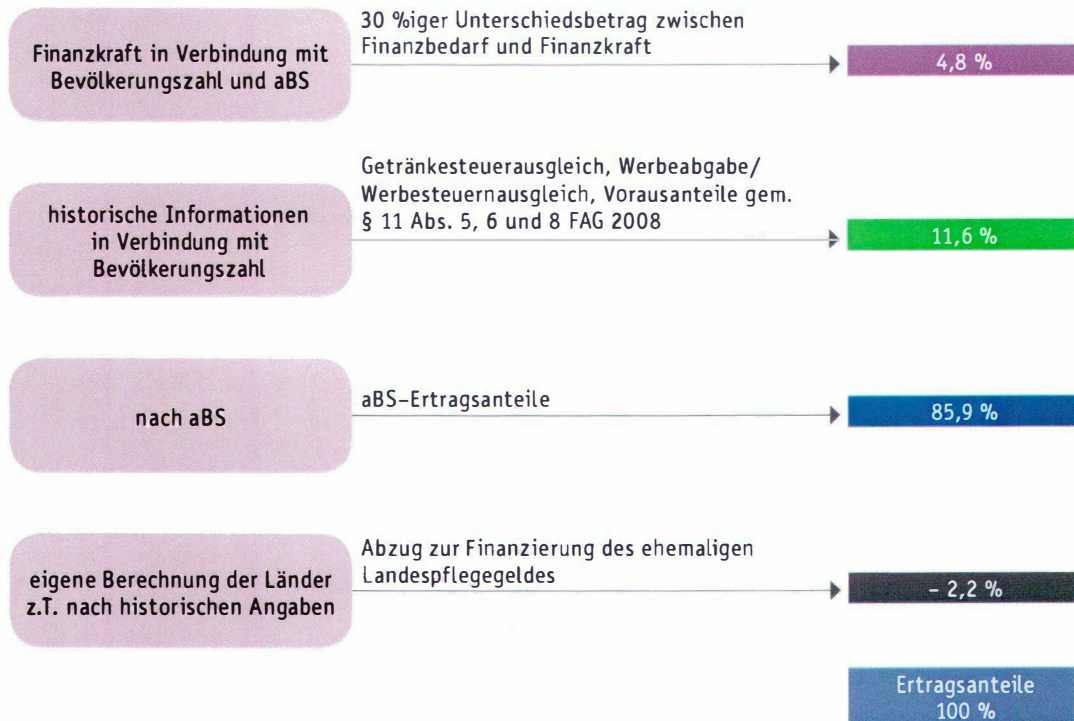 Finanzkraft in Verbindung mit
Bevölkerungszahl und aBS
30 %iger Unterschiedsbetrag zwischen
Finanzbedarf und Finanzkraft
4,8 %
historische Informationen
in Verbindung mit
Bevölkerungszahl
Getränkesteuerausgleich, Werbeabgabe/
Werbesteuernausgleich, Vorausanteile gem.
§ 11 Abs. 5, 6 und 8 FAG 2008
11,6 %
nach aBS
aBS-Ertragsanteile
85,9 %
eigene Berechnung der Länder
z.T. nach historischen Angaben
Abzug zur Finanzierung des ehemaligen
Landespflegegeldes
– 2,2 %
Ertragsanteile
100 %